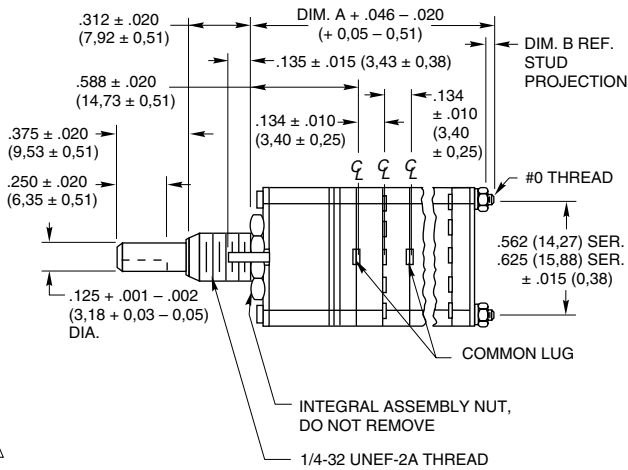 .312 ± .020
(7,92 ± 0,51)
DIM. A + .046 – .020
(+ 0,05 – 0,51)
DIM. B REF.
STUD
PROJECTION
.135 ± .015 (3,43 ± 0,38)
.588 ± .020
(14,73 ± 0,51)
.134 ± .010
(3,40 ± 0,25)
.134
± .010
(3,40
± 0,25)
.375 ± .020
(9,53 ± 0,51)
.250 ± .020
(6,35 ± 0,51)
℄ ℄ ℄
#0 THREAD
.562 (14,27) SER.
.625 (15,88) SER.
± .015 (0,38)
.125 + .001 – .002
(3,18 + 0,03 – 0,05)
DIA.
COMMON LUG
INTEGRAL ASSEMBLY NUT,
DO NOT REMOVE
1/4-32 UNEF-2A THREAD